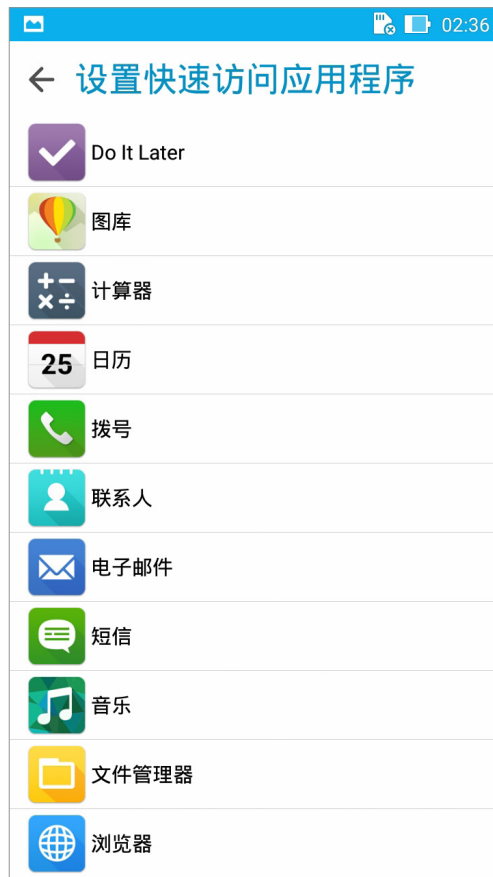 02:36
设置快速访问应用程序
Do It Later
图库
计算器
25
日历
拨号
联系人
电子邮件
短信
音乐
文件管理器
浏览器